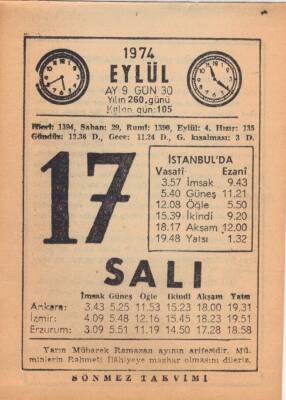 1974
EYLÜL
AY 9 GÜN 30
Yılın 260, günü
Kalan gün: 105
Hicrî: 1394, Şaban: 29, Rumî: 1390, Eylül: 4, Hızır: 135
Gündüz: 12.36 D., Gece: 11.24 D., G. kısalması: 3 D.
17
İSTANBUL'DA
Vasatî Ezanî
3.57 İmsak 9.43
5.40 Güneş 11.21
12.08 Öğle 5.50
15.39 İkindi 9.20
18.17 Akşam 12.00
19.48 Yatsı 1.32
SALI
İmsak Güneş Öğle İkindi Akşam Yatsı
Ankara: 3.43 5.25 11.53 15.23 18.00 19,31
İzmir: 4.09 5.48 12.16 15.45 18.23 19.51
Erzurum: 3.09 5.51 11.19 14.50 17.28 18.58
Yarın Mübarek Ramazan ayının arifesidir. Mü.
minlerin Rahmeti İlâhiyeye mazhar olmasını dileriz.
SÖNMEZ TAKVİMİ